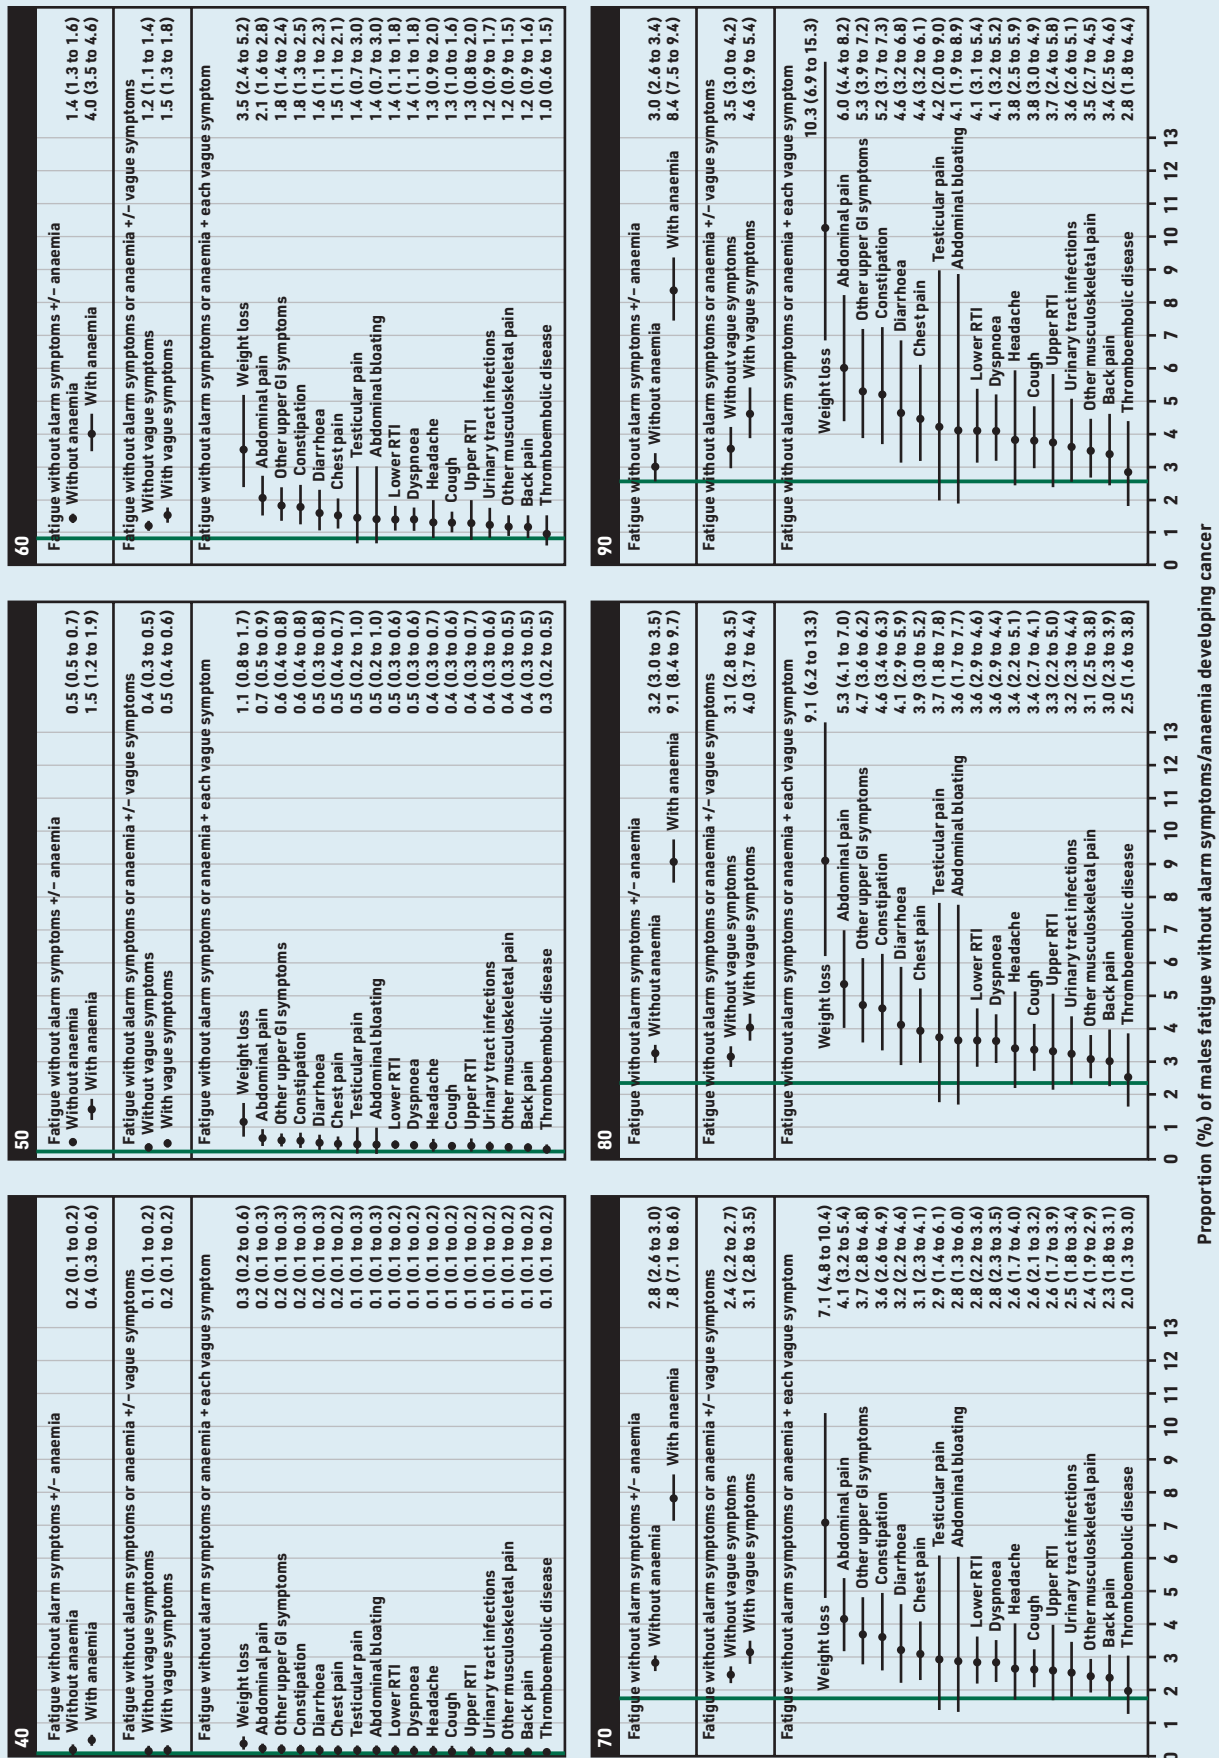 40
Fatigue without alarm symptoms +/– anaemia
Without anaemia 0.2 (0.1 to 0.2)
With anaemia 0.4 (0.3 to 0.6)
Fatigue without alarm symptoms or anaemia +/– vague symptoms
Without vague symptoms 0.1 (0.1 to 0.2)
With vague symptoms 0.2 (0.1 to 0.2)
Fatigue without alarm symptoms or anaemia + each vague symptom
Weight loss 0.3 (0.2 to 0.6)
Abdominal pain 0.2 (0.1 to 0.3)
Other upper GI symptoms 0.2 (0.1 to 0.3)
Constipation 0.2 (0.1 to 0.3)
Diarrhoea 0.2 (0.1 to 0.3)
Chest pain 0.2 (0.1 to 0.2)
Testicular pain 0.1 (0.1 to 0.3)
Abdominal bloating 0.1 (0.1 to 0.3)
Lower RTI 0.1 (0.1 to 0.2)
Dyspnoea 0.1 (0.1 to 0.2)
Headache 0.1 (0.1 to 0.2)
Cough 0.1 (0.1 to 0.2)
Upper RTI 0.1 (0.1 to 0.2)
Urinary tract infections 0.1 (0.1 to 0.2)
Other musculoskeletal pain 0.1 (0.1 to 0.2)
Back pain 0.1 (0.1 to 0.2)
Thromboembolic disease 0.1 (0.1 to 0.2)
50
Fatigue without alarm symptoms +/– anaemia
Without anaemia 0.5 (0.5 to 0.7)
With anaemia 1.5 (1.2 to 1.9)
Fatigue without alarm symptoms or anaemia +/– vague symptoms
Without vague symptoms 0.4 (0.3 to 0.5)
With vague symptoms 0.5 (0.4 to 0.6)
Fatigue without alarm symptoms or anaemia + each vague symptom
Weight loss 1.1 (0.8 to 1.7)
Abdominal pain 0.7 (0.5 to 0.9)
Other upper GI symptoms 0.6 (0.4 to 0.8)
Constipation 0.6 (0.4 to 0.8)
Diarrhoea 0.5 (0.3 to 0.8)
Chest pain 0.5 (0.4 to 0.7)
Testicular pain 0.5 (0.2 to 1.0)
Abdominal bloating 0.5 (0.2 to 1.0)
Lower RTI 0.5 (0.3 to 0.6)
Dyspnoea 0.5 (0.3 to 0.6)
Headache 0.4 (0.3 to 0.7)
Cough 0.4 (0.3 to 0.6)
Upper RTI 0.4 (0.3 to 0.7)
Urinary tract infections 0.4 (0.3 to 0.6)
Other musculoskeletal pain 0.4 (0.3 to 0.5)
Back pain 0.4 (0.3 to 0.5)
Thromboembolic disease 0.3 (0.2 to 0.5)
60
Fatigue without alarm symptoms +/– anaemia
Without anaemia 1.4 (1.3 to 1.6)
With anaemia 4.0 (3.5 to 4.6)
Fatigue without alarm symptoms or anaemia +/– vague symptoms
Without vague symptoms 1.2 (1.1 to 1.4)
With vague symptoms 1.5 (1.3 to 1.8)
Fatigue without alarm symptoms or anaemia + each vague symptom
Weight loss 3.5 (2.4 to 5.2)
Abdominal pain 2.1 (1.6 to 2.8)
Other upper GI symptoms 1.8 (1.4 to 2.4)
Constipation 1.8 (1.3 to 2.5)
Diarrhoea 1.6 (1.1 to 2.3)
Chest pain 1.5 (1.1 to 2.1)
Testicular pain 1.4 (0.7 to 3.0)
Abdominal bloating 1.4 (0.7 to 3.0)
Lower RTI 1.4 (1.1 to 1.8)
Dyspnoea 1.4 (1.1 to 1.8)
Headache 1.3 (0.9 to 2.0)
Cough 1.3 (1.0 to 1.6)
Upper RTI 1.3 (0.8 to 2.0)
Urinary tract infections 1.2 (0.9 to 1.7)
Other musculoskeletal pain 1.2 (0.9 to 1.5)
Back pain 1.2 (0.9 to 1.6)
Thromboembolic disease 1.0 (0.6 to 1.5)
70
Fatigue without alarm symptoms +/– anaemia
Without anaemia 2.8 (2.6 to 3.0)
With anaemia 7.8 (7.1 to 8.6)
Fatigue without alarm symptoms or anaemia +/– vague symptoms
Without vague symptoms 2.4 (2.2 to 2.7)
With vague symptoms 3.1 (2.8 to 3.5)
Fatigue without alarm symptoms or anaemia + each vague symptom
Weight loss 7.1 (4.8 to 10.4)
Abdominal pain 4.1 (3.2 to 5.4)
Other upper GI symptoms 3.7 (2.8 to 4.8)
Constipation 3.6 (2.6 to 4.9)
Diarrhoea 3.2 (2.2 to 4.6)
Chest pain 3.1 (2.3 to 4.1)
Testicular pain 2.9 (1.4 to 6.1)
Abdominal bloating 2.8 (1.3 to 6.0)
Lower RTI 2.8 (2.2 to 3.6)
Dyspnoea 2.8 (2.3 to 3.5)
Headache 2.6 (1.7 to 4.0)
Cough 2.6 (2.1 to 3.2)
Upper RTI 2.6 (1.7 to 3.9)
Urinary tract infections 2.5 (1.8 to 3.4)
Other musculoskeletal pain 2.4 (1.9 to 2.9)
Back pain 2.3 (1.8 to 3.1)
Thromboembolic disease 2.0 (1.3 to 3.0)
0 1 2 3 4 5 6 7 8 9 10 11 12 13
80
Fatigue without alarm symptoms +/– anaemia
Without anaemia 3.2 (3.0 to 3.5)
With anaemia 9.1 (8.4 to 9.7)
Fatigue without alarm symptoms or anaemia +/– vague symptoms
Without vague symptoms 3.1 (2.8 to 3.5)
With vague symptoms 4.0 (3.7 to 4.4)
Fatigue without alarm symptoms or anaemia + each vague symptom
Weight loss 9.1 (6.2 to 13.3)
Abdominal pain 5.3 (4.1 to 7.0)
Other upper GI symptoms 4.7 (3.6 to 6.2)
Constipation 4.6 (3.4 to 6.3)
Diarrhoea 4.1 (2.9 to 5.9)
Chest pain 3.9 (3.0 to 5.2)
Testicular pain 3.7 (1.8 to 7.8)
Abdominal bloating 3.6 (1.7 to 7.7)
Lower RTI 3.6 (2.9 to 4.6)
Dyspnoea 3.6 (2.9 to 4.4)
Headache 3.4 (2.2 to 5.1)
Cough 3.4 (2.7 to 4.1)
Upper RTI 3.3 (2.2 to 5.0)
Urinary tract infections 3.2 (2.3 to 4.4)
Other musculoskeletal pain 3.1 (2.5 to 3.8)
Back pain 3.0 (2.3 to 3.9)
Thromboembolic disease 2.5 (1.6 to 3.8)
0 1 2 3 4 5 6 7 8 9 10 11 12 13
90
Fatigue without alarm symptoms +/– anaemia
Without anaemia 3.0 (2.6 to 3.4)
With anaemia 8.4 (7.5 to 9.4)
Fatigue without alarm symptoms or anaemia +/– vague symptoms
Without vague symptoms 3.5 (3.0 to 4.2)
With vague symptoms 4.6 (3.9 to 5.4)
Fatigue without alarm symptoms or anaemia + each vague symptom
Weight loss 10.3 (6.9 to 15.3)
Abdominal pain 6.0 (4.4 to 8.2)
Other upper GI symptoms 5.3 (3.9 to 7.2)
Constipation 5.2 (3.7 to 7.3)
Diarrhoea 4.6 (3.2 to 6.8)
Chest pain 4.4 (3.2 to 6.1)
Testicular pain 4.2 (2.0 to 9.0)
Abdominal bloating 4.1 (1.9 to 8.9)
Lower RTI 4.1 (3.1 to 5.4)
Dyspnoea 4.1 (3.2 to 5.2)
Headache 3.8 (2.5 to 5.9)
Cough 3.8 (3.0 to 4.9)
Upper RTI 3.7 (2.4 to 5.8)
Urinary tract infections 3.6 (2.6 to 5.1)
Other musculoskeletal pain 3.5 (2.7 to 4.5)
Back pain 3.4 (2.5 to 4.6)
Thromboembolic disease 2.8 (1.8 to 4.4)
0 1 2 3 4 5 6 7 8 9 10 11 12 13
Proportion (%) of males fatigue without alarm symptoms/anaemia developing cancer